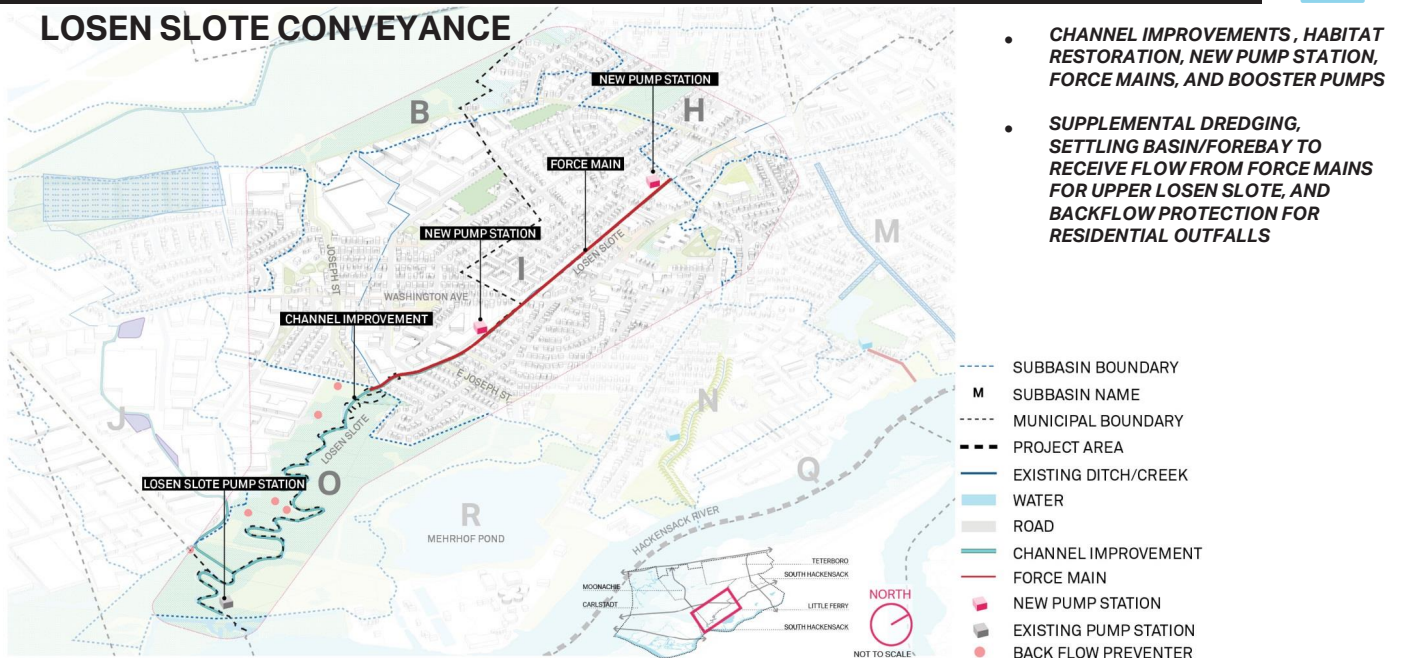 LOSEN SLOTE CONVEYANCE
• CHANNEL IMPROVEMENTS , HABITAT
RESTORATION, NEW PUMP STATION,
FORCE MAINS, AND BOOSTER PUMPS
• SUPPLEMENTAL DREDGING,
SETTLING BASIN/FOREBAY TO
RECEIVE FLOW FROM FORCE MAINS
FOR UPPER LOSEN SLOTE, AND
BACKFLOW PROTECTION FOR
RESIDENTIAL OUTFALLS
NEW PUMP STATION
B
H
FORCE MAIN
NEW PUMP STATION
M
JOSEPH ST
I
LOSEN SLOTE
WASHINGTON AVE
CHANNEL IMPROVEMENT
E JOSEPH ST
J
N
LOSEN SLOTE
Q
LOSEN SLOTE PUMP STATION
O
R
MEHRHOF POND
HACKENSACK RIVER
TETERBORO
SOUTH HACKENSACK
MOONACHIE
CARLSTADT
LITTLE FERRY
SOUTH HACKENSACK
NORTH
NOT TO SCALE
SUBBASIN BOUNDARY
M SUBBASIN NAME
MUNICIPAL BOUNDARY
PROJECT AREA
EXISTING DITCH/CREEK
WATER
ROAD
CHANNEL IMPROVEMENT
FORCE MAIN
NEW PUMP STATION
EXISTING PUMP STATION
BACK FLOW PREVENTER